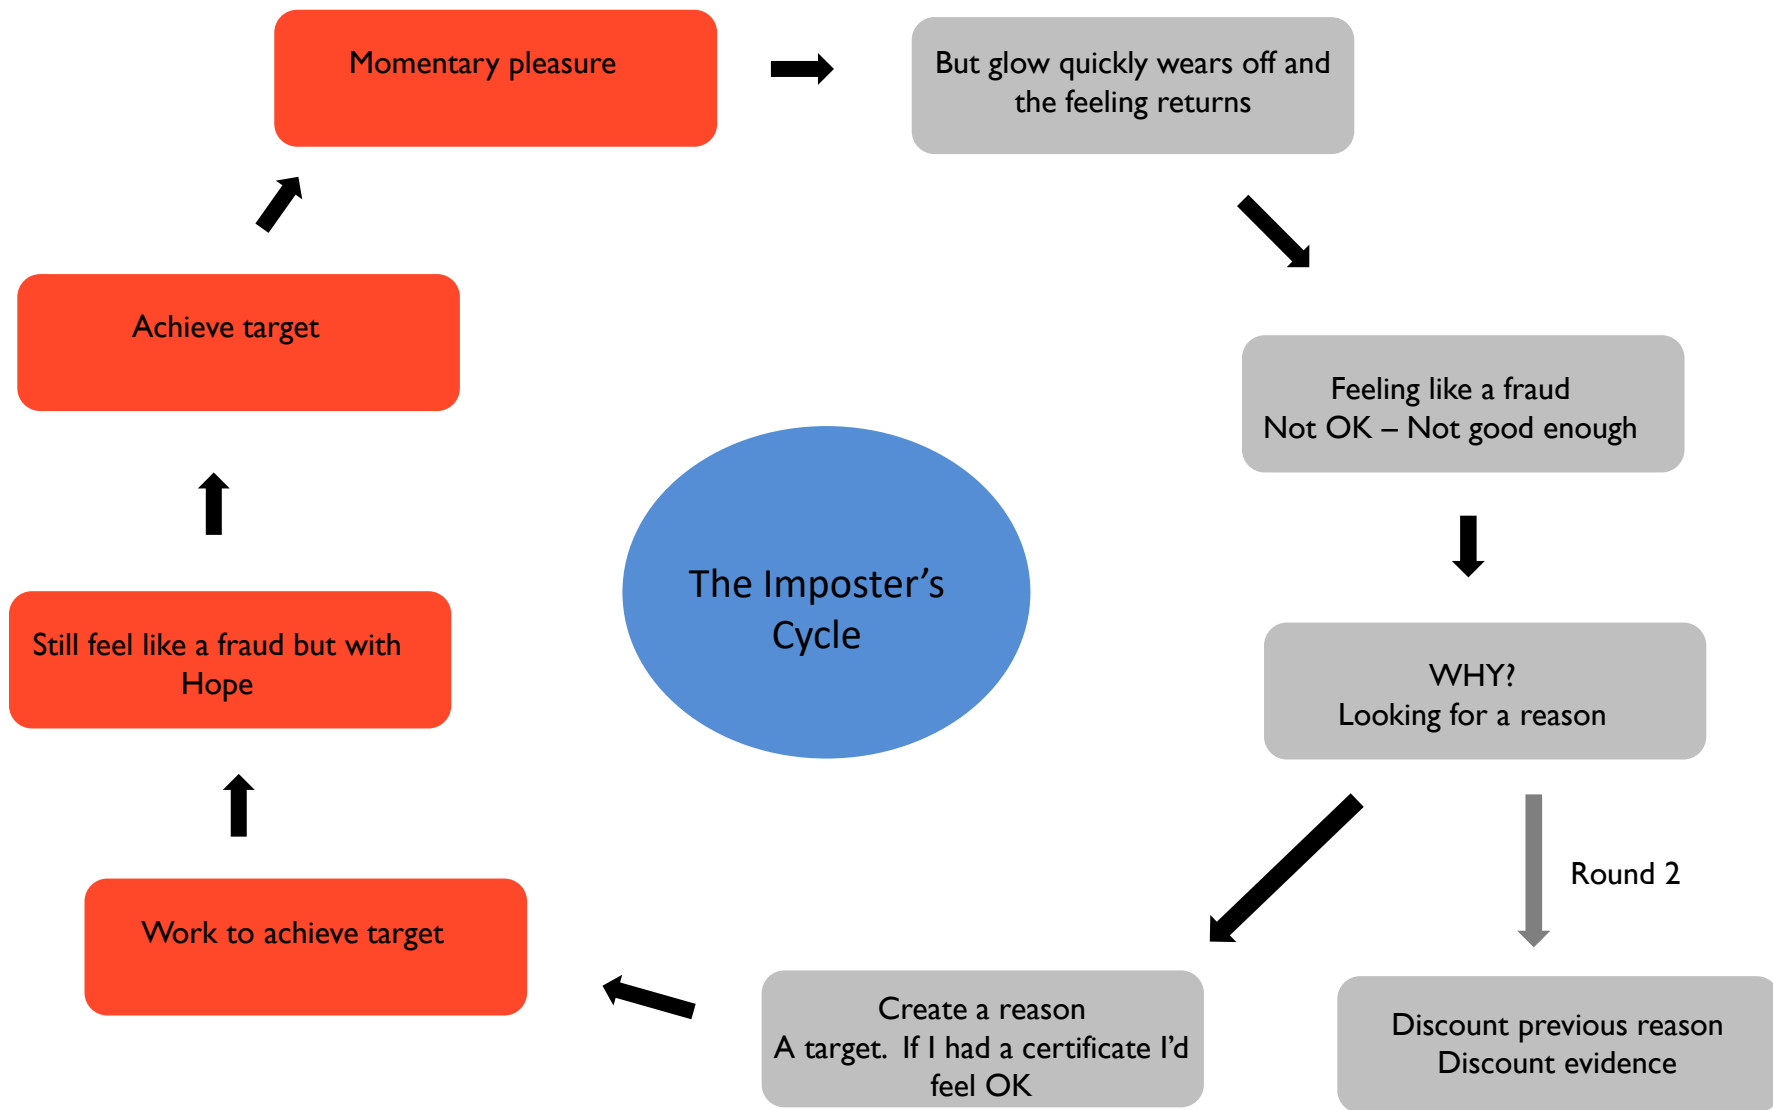 Momentary pleasure
But glow quickly wears off and
the feeling returns
Achieve target
Feeling like a fraud
Not OK – Not good enough
The Imposter’s
Cycle
Still feel like a fraud but with
Hope
WHY?
Looking for a reason
Round 2
Work to achieve target
Create a reason
A target.  If I had a certificate I’d
feel OK
Discount previous reason
Discount evidence